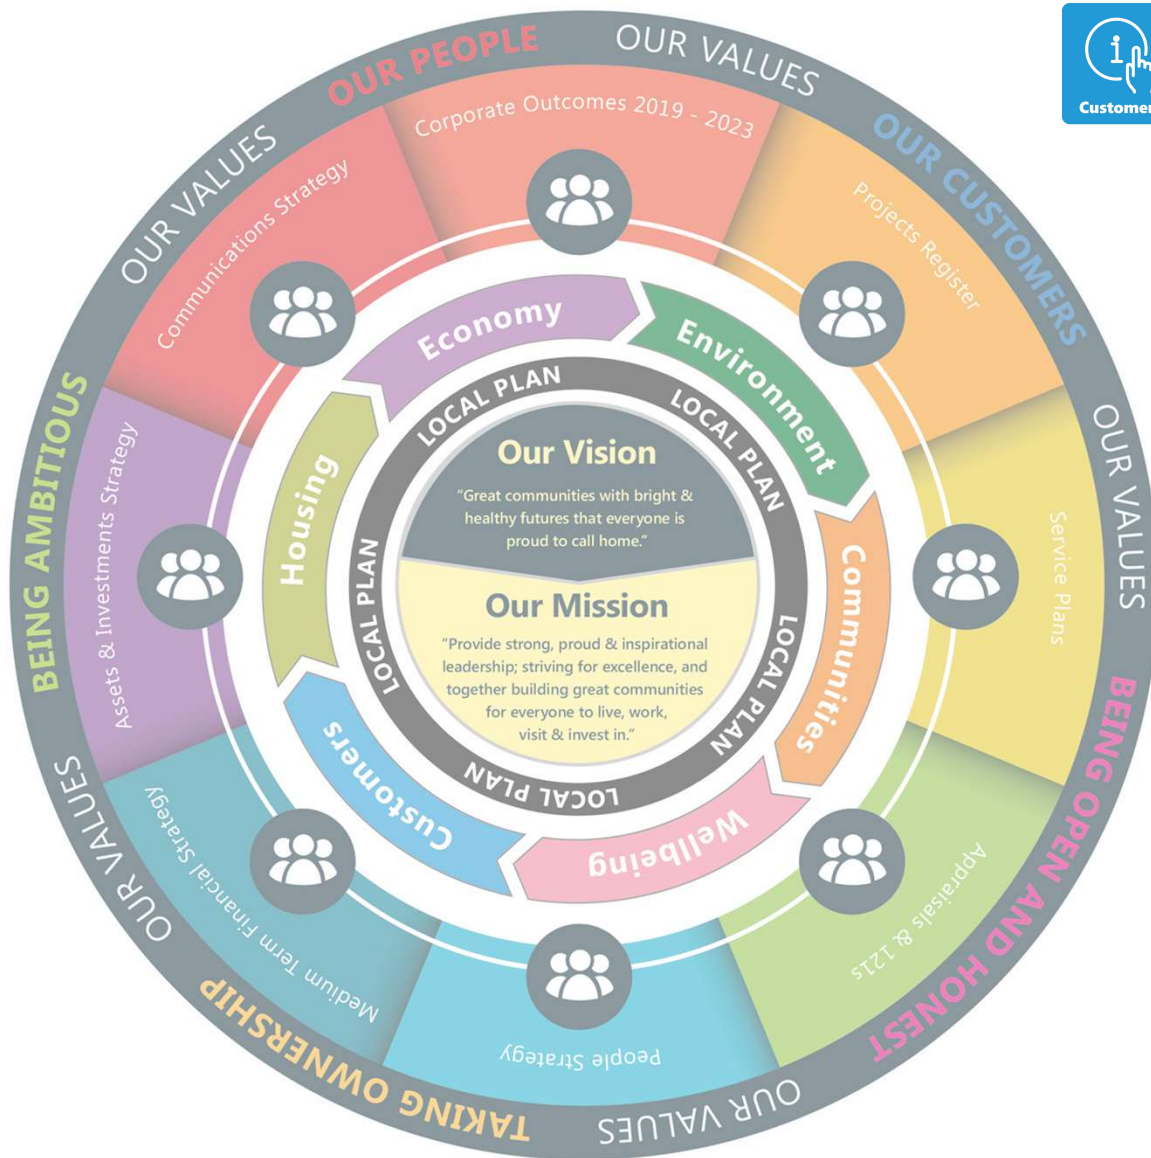 OUR PEOPLE
OUR VALUES
OUR CUSTOMERS
OUR VALUES
BEING OPEN AND HONEST
OUR VALUES
TAKING OWNERSHIP
OUR VALUES
BEING AMBITIOUS
OUR VALUES
Corporate Outcomes 2019 - 2023
Projects Register
Service Plans
Appraisals & 121s
People Strategy
Medium Term Financial Strategy
Assets & Investments Strategy
Communications Strategy
Economy
Environment
Communities
Wellbeing
Customers
Housing
LOCAL PLAN
LOCAL PLAN
LOCAL PLAN
LOCAL PLAN
LOCAL PLAN
Our Vision
"Great communities with bright &
healthy futures that everyone is
proud to call home."
Our Mission
"Provide strong, proud & inspirational
leadership; striving for excellence, and
together building great communities
for everyone to live, work,
visit & invest in."
i